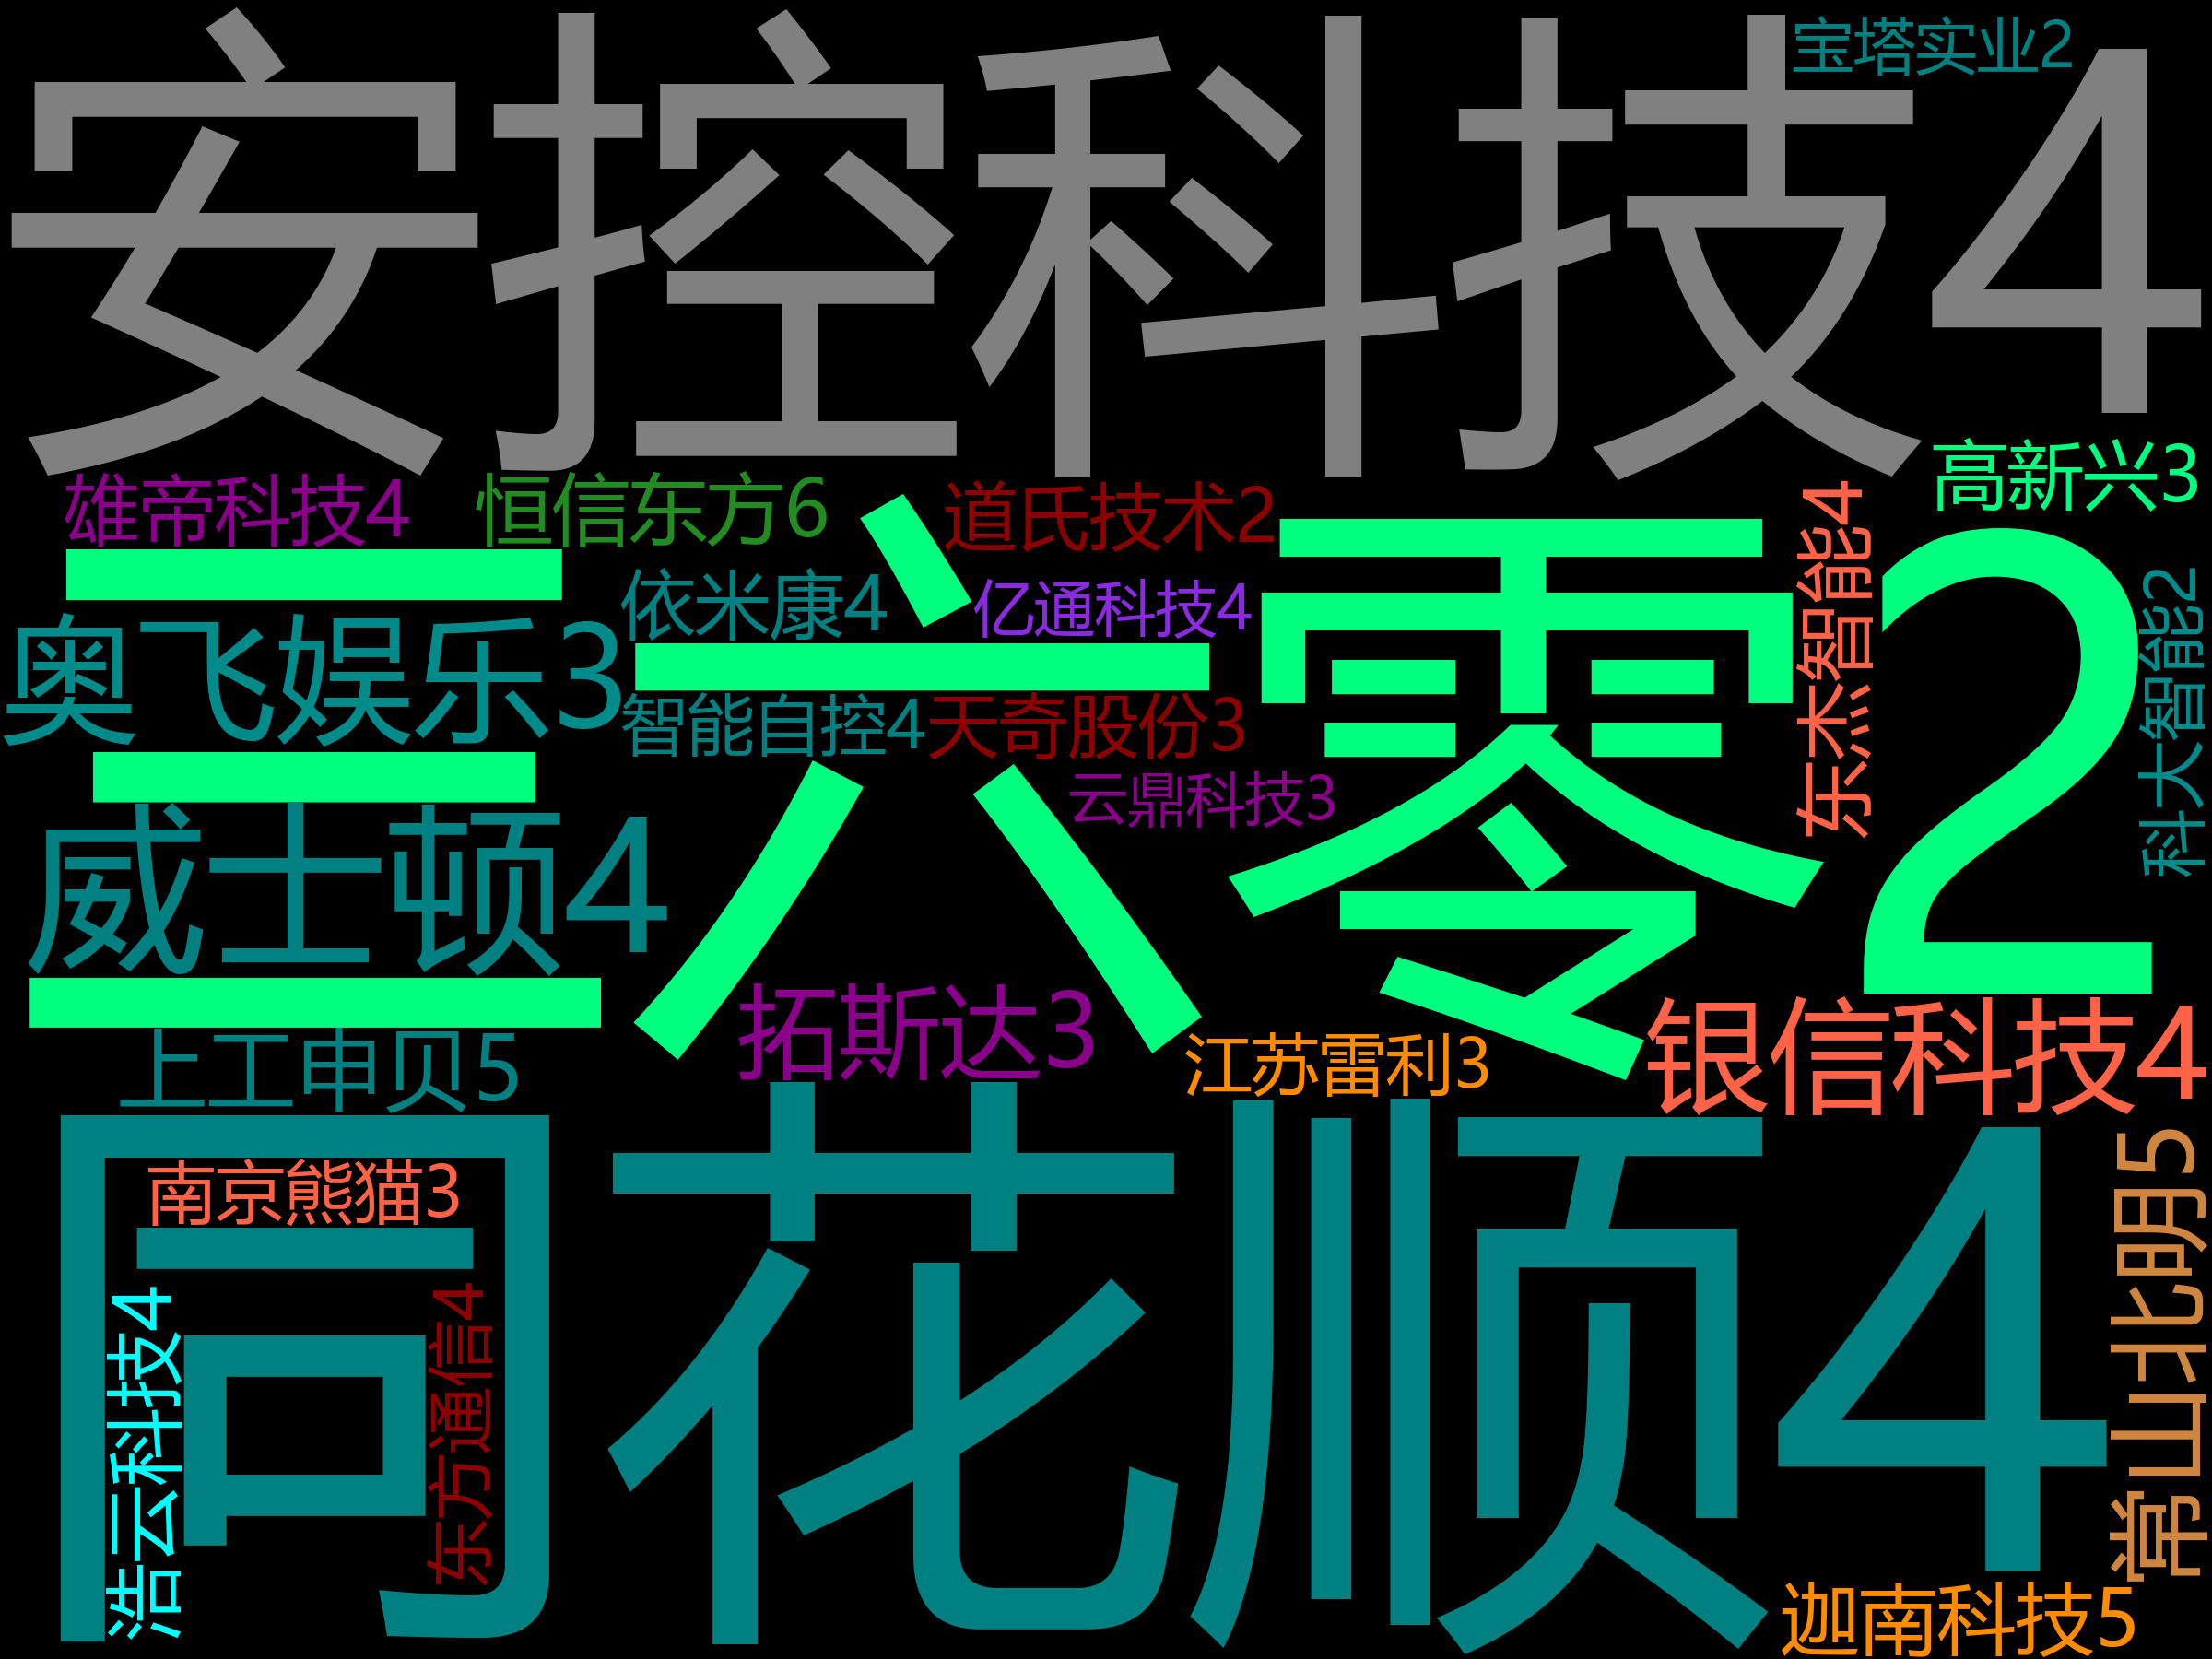 安控科技4
宝塔实业2
高新兴3
雄帝科技4
恒信东方6
道氏技术2
三六零2
依米康4
亿通科技4
东杰智能4
科大智能2
奥飞娱乐3
智能自控4
天奇股份3
云鼎科技3
威士顿4
拓斯达3
江苏雷利3
银信科技4
上工申贝5
同花顺4
南京熊猫3
浩云科技4
东方通信4
常山北明5
迦南科技5